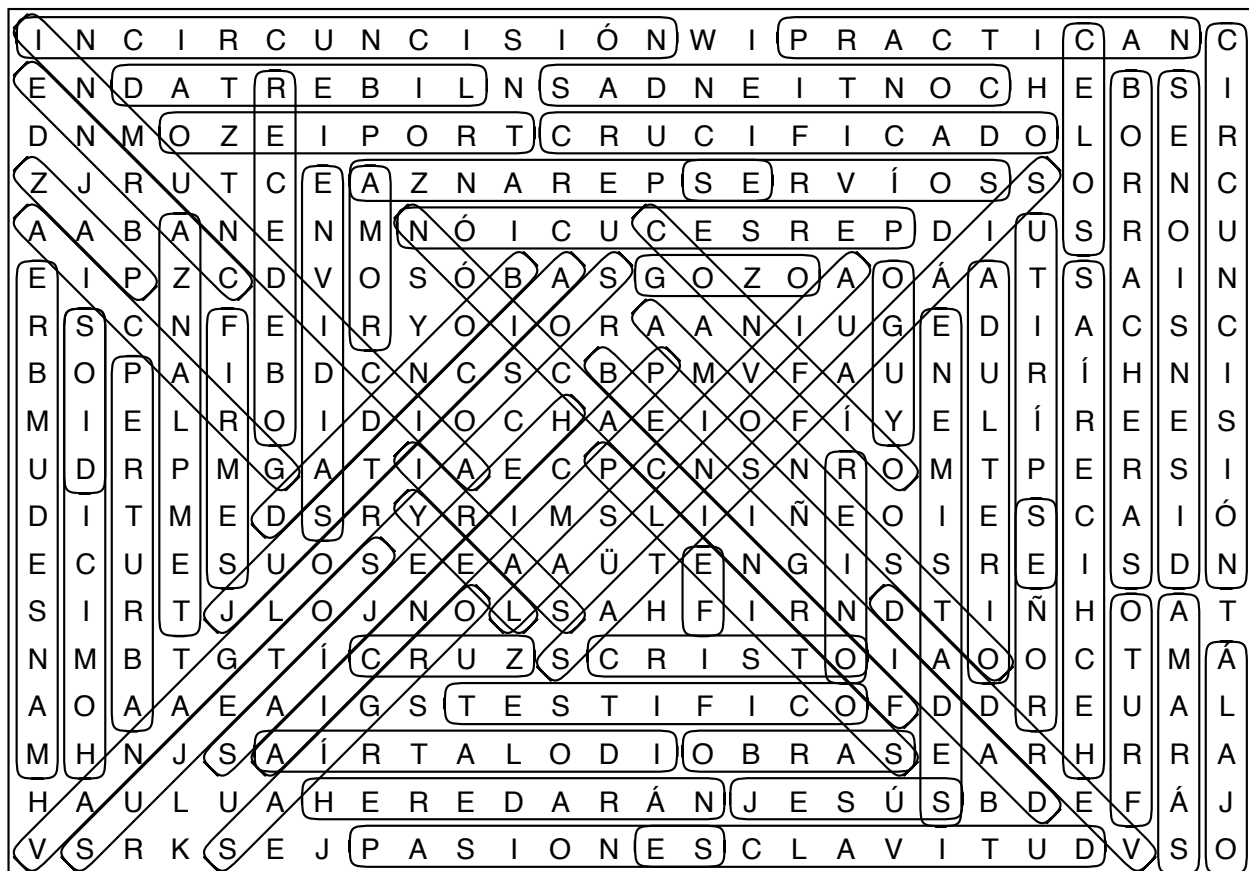 I N C I R C U N C I S I Ó N W I P R A C T I C A N C
E N D A T R E B I L N S A D N E I T N O C H E B S I
D N M O Z E I P O R T C R U C I F I C A D O L O E R
Z J R U T C E A Z N A R E P S E R V Í O S S O R N C
A A B A N E N M N Ó I C U C E S R E P D I U S R O U
E I P Z C D V O S Ó B A S G O Z O A O Á A T S A I N
R S C N F E I R Y O I O R A A N I U G E D I A C S C
B O P A I B D C N C S C B P M V F A U N U R Í H N I
M I E L R O I D I O C H A E I O F Í Y E L Í R E E S
U D R P M G A T I A E C P C N S N R O M T P E R S I
D I T M E D S R Y R I M S L I I Ñ E O I E S C A I Ó
E C U E S U O S E E A A Ü T E N G I S S R E I S D N
S I R T J L O J N O L S A H F I R N D T I Ñ H O A T
N M B T G T Í C R U Z S C R I S T O I A O O C T M Á
A O A A E A I G S T E S T I F I C O F D D R E U A L
M H N J S A Í R T A L O D I O B R A S E A R H R R A
H A U L U A H E R E D A R Á N J E S Ú S B D E F Á J
V S R K S E J P A S I O N E S C L A V I T U D V S O